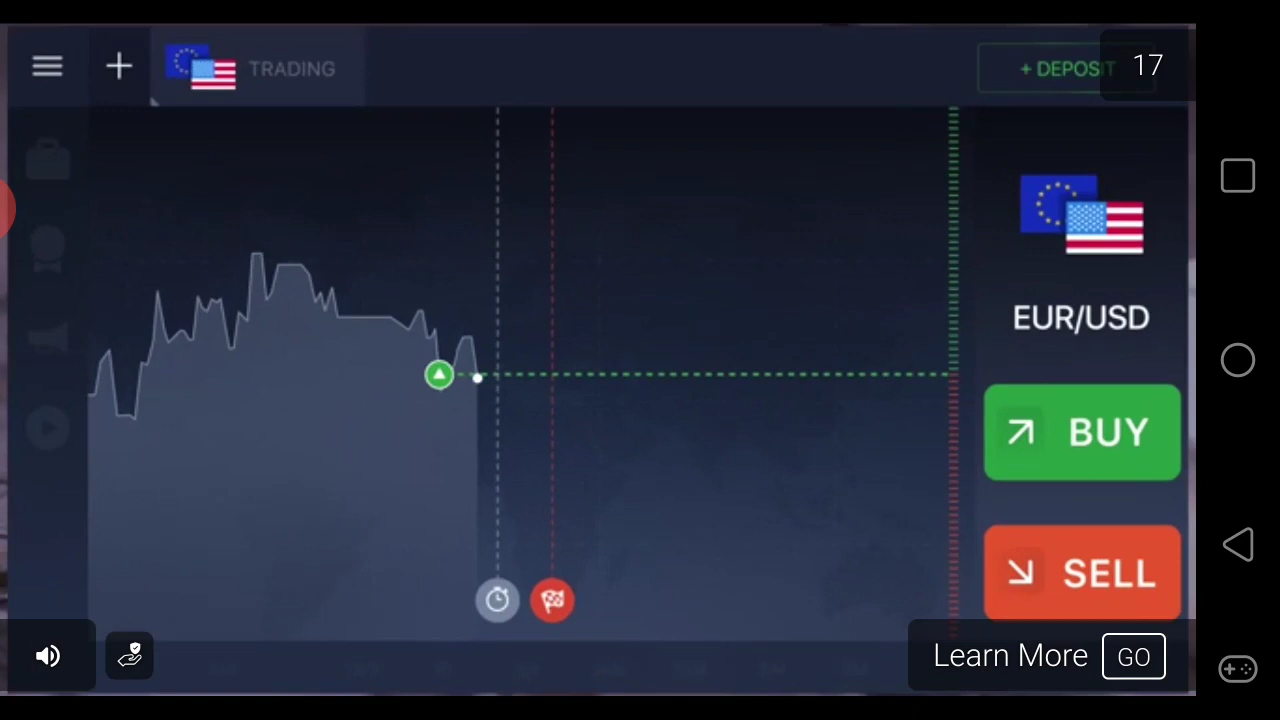 TRADING
+ DEPOSIT
17
EUR/USD
BUY
SELL
Learn More
GO